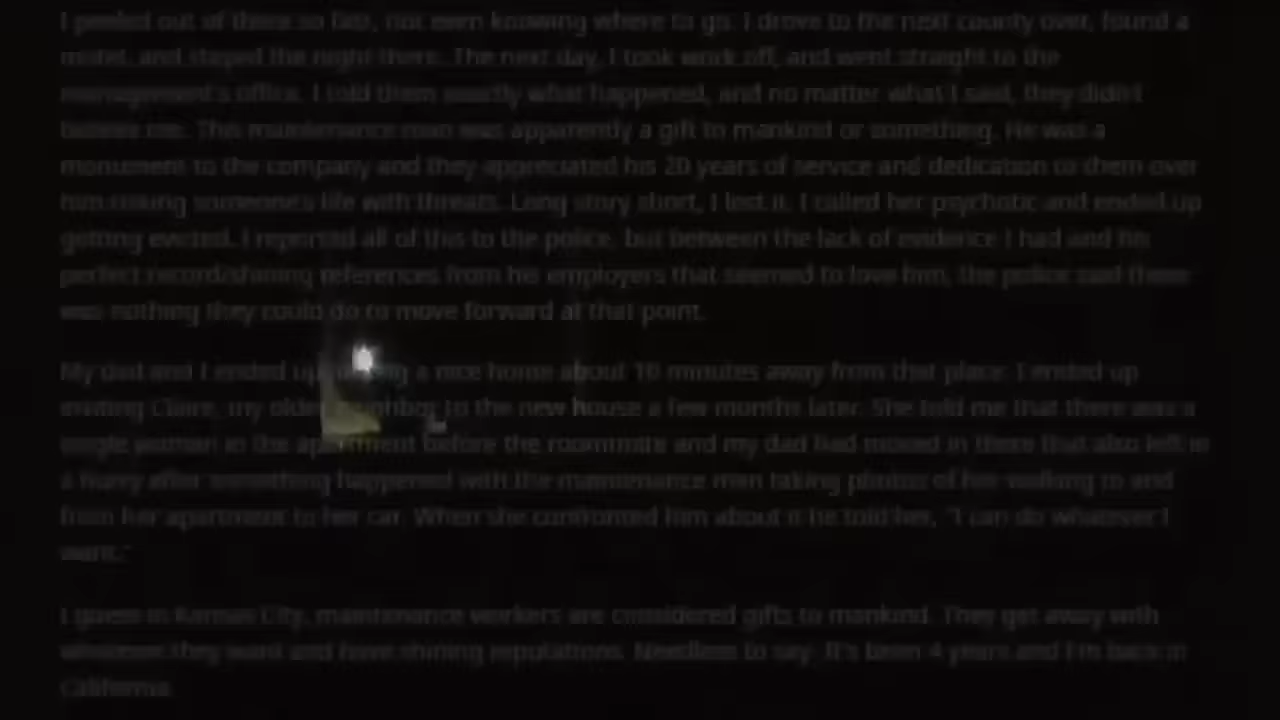 I peeled out of there so fast, not even knowing where to go. I drove to the next county over, found a
motel, and stayed the night there. The next day, I took work off, and went straight to the
management's office. I told them exactly what happened, and no matter what I said, they didn't
believe me. This maintenance man was apparently a gift to mankind or something. He was a
monument to the company and they appreciated his 20 years of service and dedication to them over
him risking someone's life with threats. Long story short, I lost it. I called her psychotic and ended up
getting evicted. I reported all of this to the police, but between the lack of evidence I had and his
perfect record/shining references from his employers that seemed to love him, the police said there
was nothing they could do to move forward at that point.
My dad and I ended up a nice home about 10 minutes away from that place. I ended up
inviting Claire, my older neighbor to the new house a few months later. She told me that there was a
single woman in the apartment before the roommate and my dad had moved in there that also left in
a hurry after something happened with the maintenance man taking photos of her walking to and
from her apartment to her car. When she confronted him about it he told her, "I can do whatever I
want."
I guess in Kansas City, maintenance workers are considered gifts to mankind. They get away with
whatever they want and have shining reputations. Needless to say, It's been 4 years and I'm back in
California.